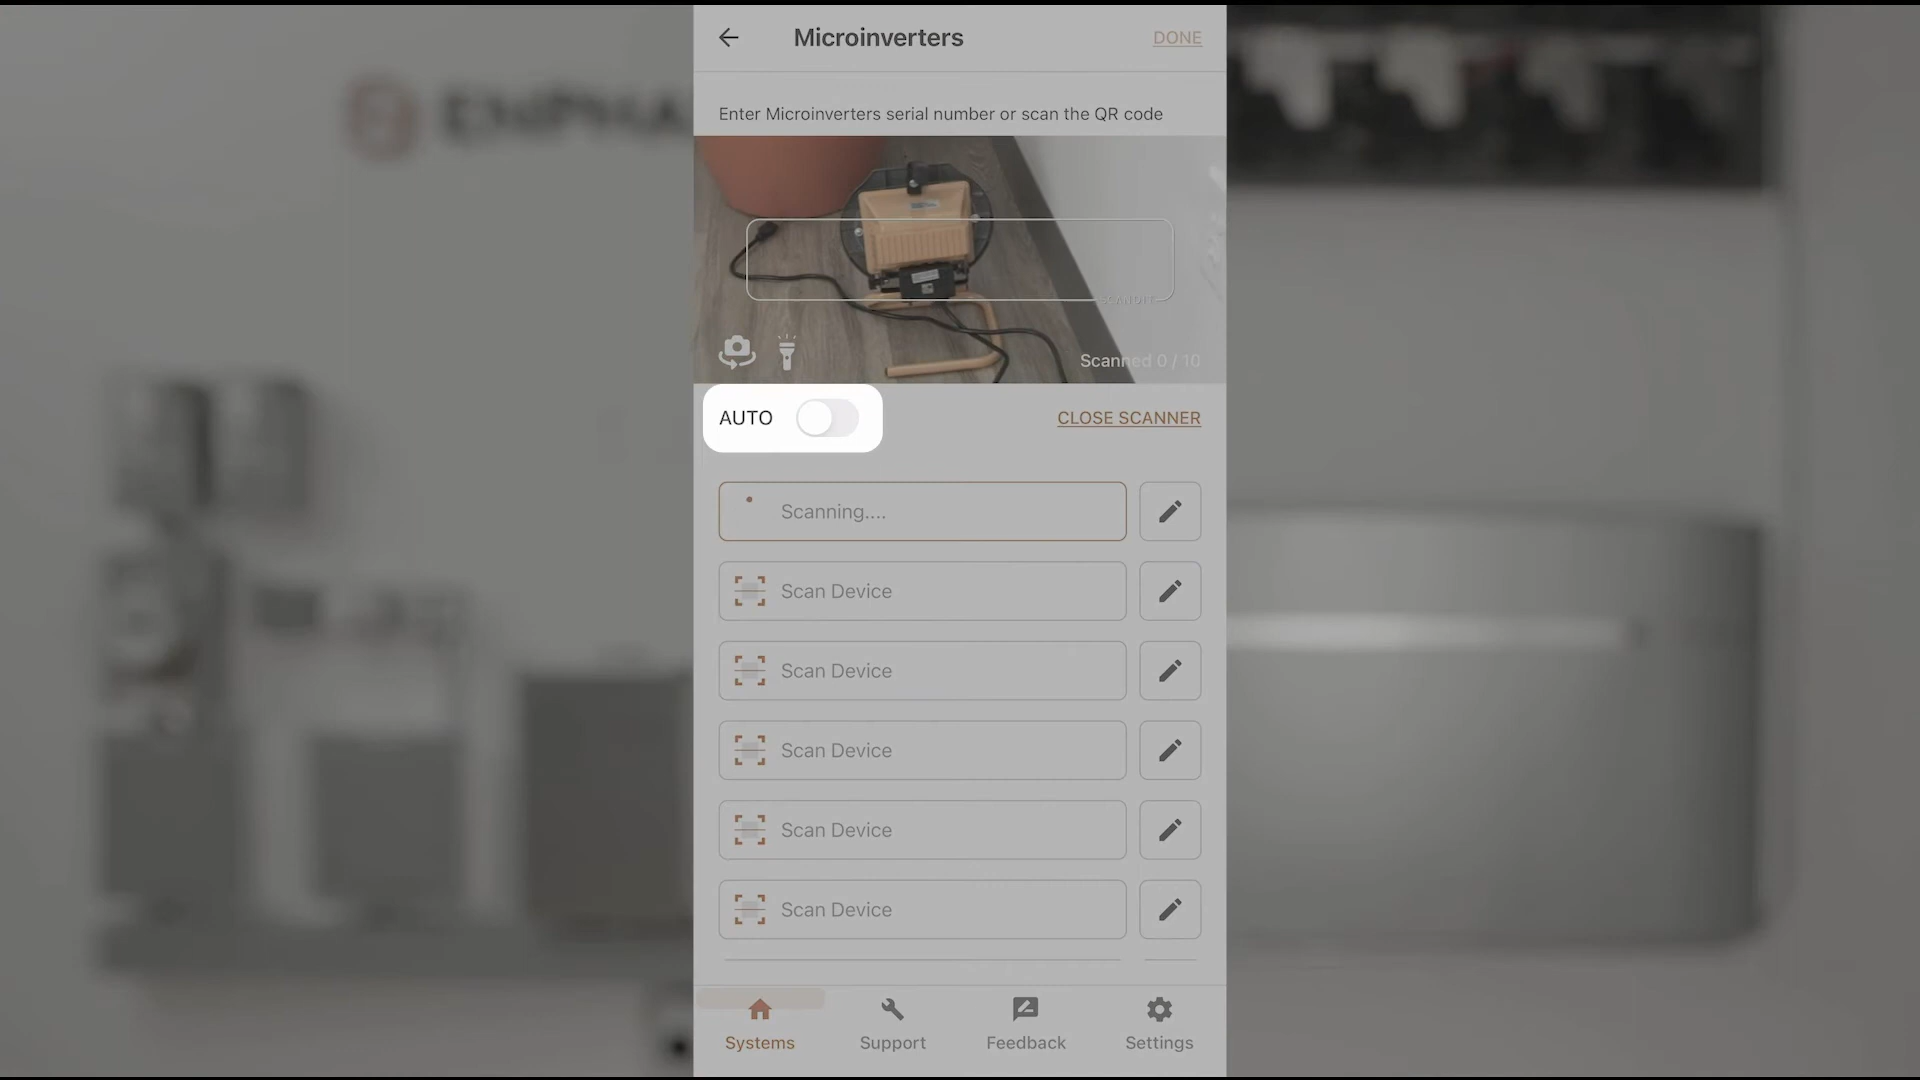 Microinverters
DONE
Enter Microinverters serial number or scan the QR code
SCANDIT
Scanned 0 / 10
AUTO
CLOSE SCANNER
Scanning....
Scan Device
Scan Device
Scan Device
Scan Device
Scan Device
Systems
Support
Feedback
Settings